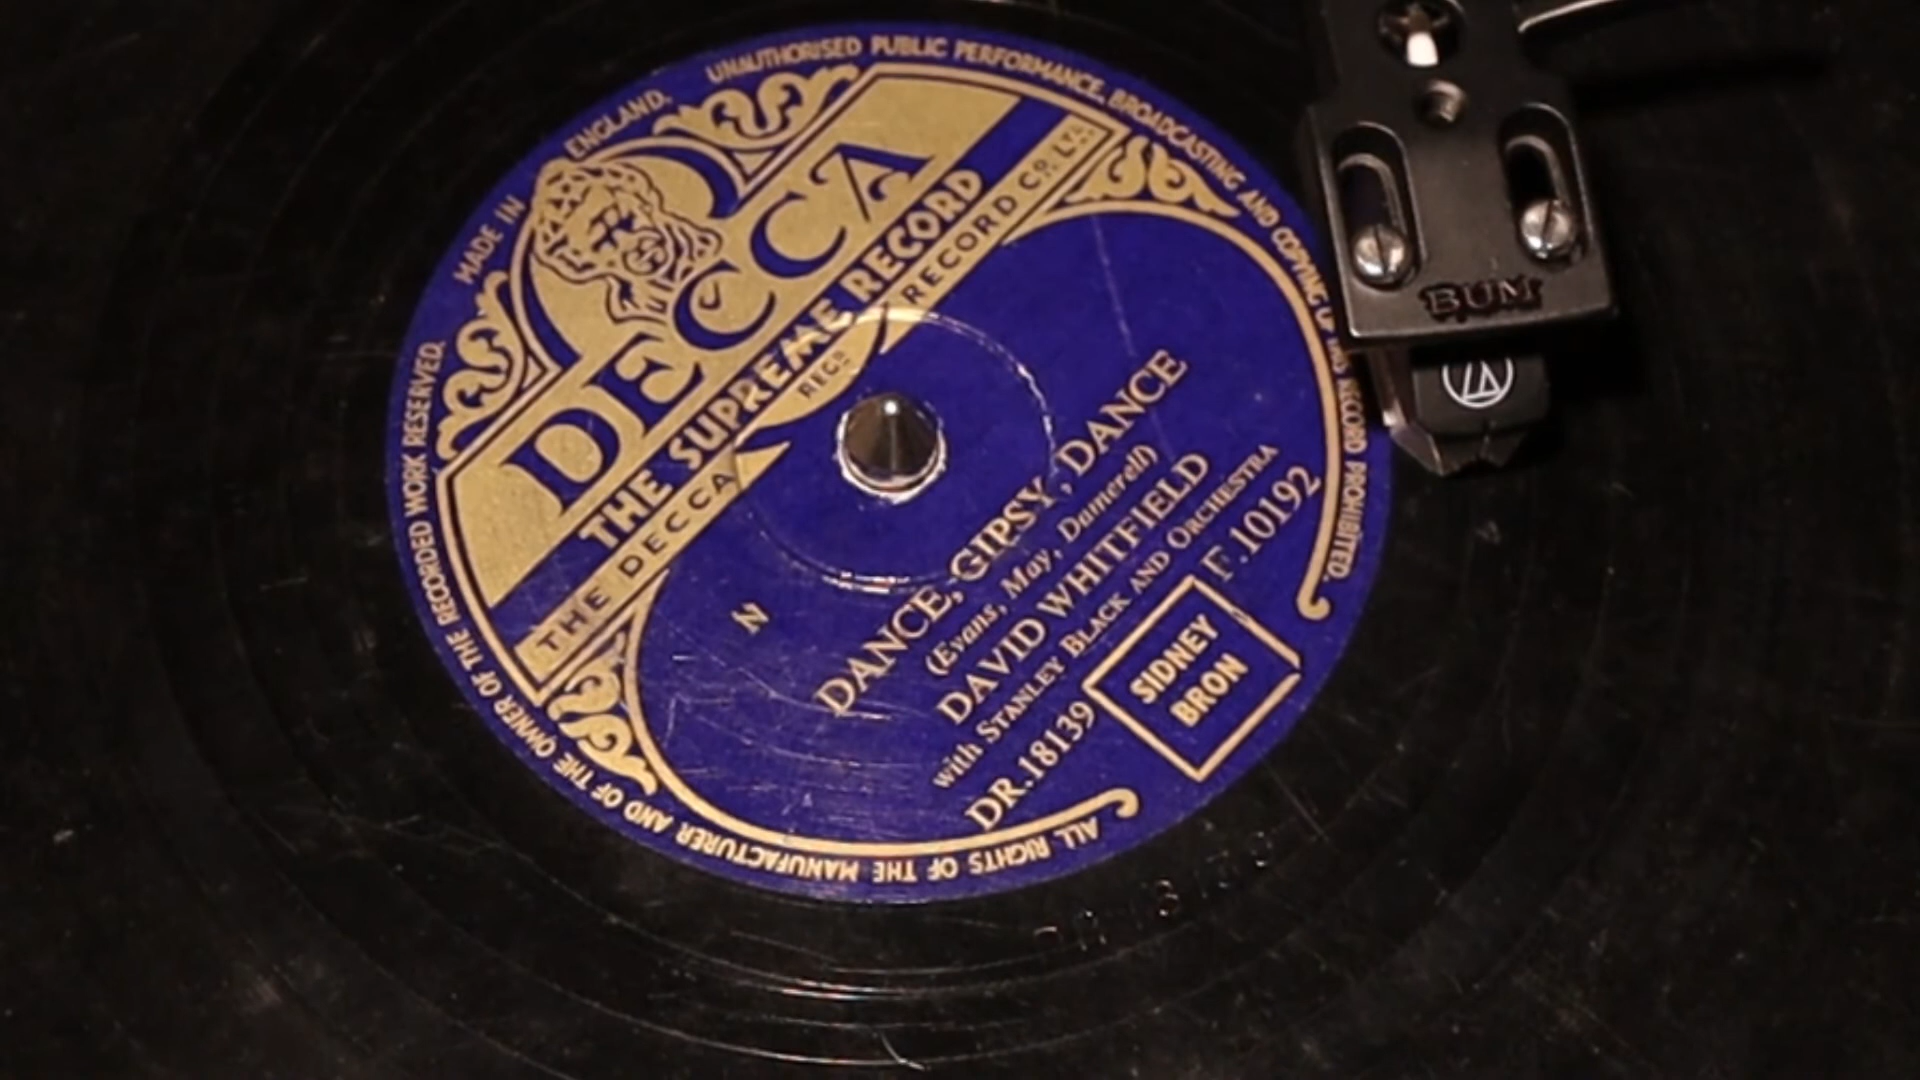 MADE IN ENGLAND. UNAUTHORISED PUBLIC PERFORMANCE, BROADCASTING AND COPYING OF THIS RECORD PROHIBITED.
ALL RIGHTS OF THE MANUFACTURER AND OF THE OWNER OF THE RECORDED WORK RESERVED.
DECCA
THE SUPREME RECORD
THE DECCA RECORD CO. LTD.
REGD
N
DANCE, GIPSY, DANCE
(Evans, May, Damerell)
DAVID WHITFIELD
with STANLEY BLACK AND ORCHESTRA
DR.18139
F.10192
SIDNEY
BRON